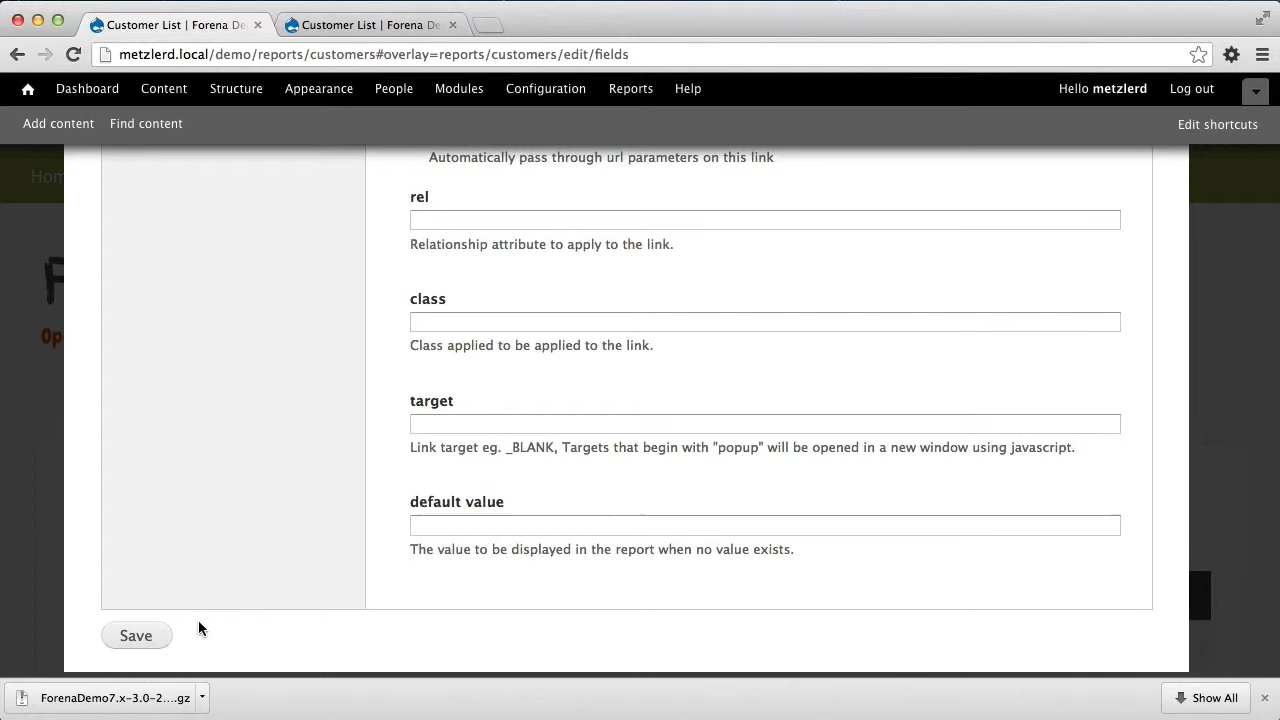 Customer List | Forena De
Customer List | Forena De
metzlerd.local/demo/reports/customers#overlay=reports/customers/edit/fields
Dashboard Content Structure Appearance People Modules Configuration Reports Help Hello metzlerd Log out
Add content Find content Edit shortcuts
Automatically pass through url parameters on this link
rel
Relationship attribute to apply to the link.
class
Class applied to be applied to the link.
target
Link target eg. _BLANK, Targets that begin with "popup" will be opened in a new window using javascript.
default value
The value to be displayed in the report when no value exists.
Save
ForenaDemo7.x-3.0-2....gz
Show All